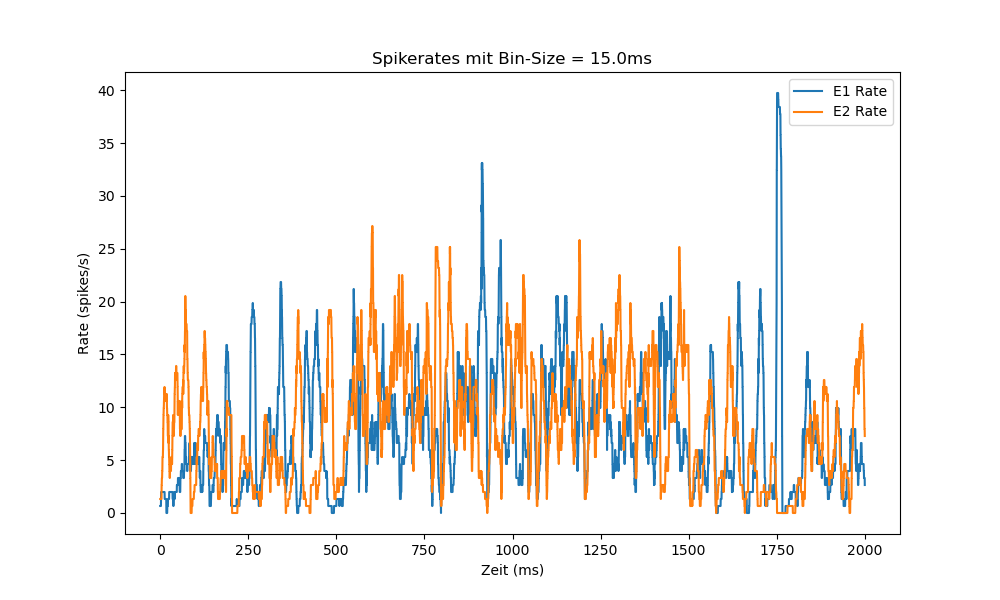 Spikerates mit Bin-Size = 15.0ms
E1 Rate
E2 Rate
40
35
30
25
20
15
10
5
0
Rate (spikes/s)
0 250 500 750 1000 1250 1500 1750 2000
Zeit (ms)